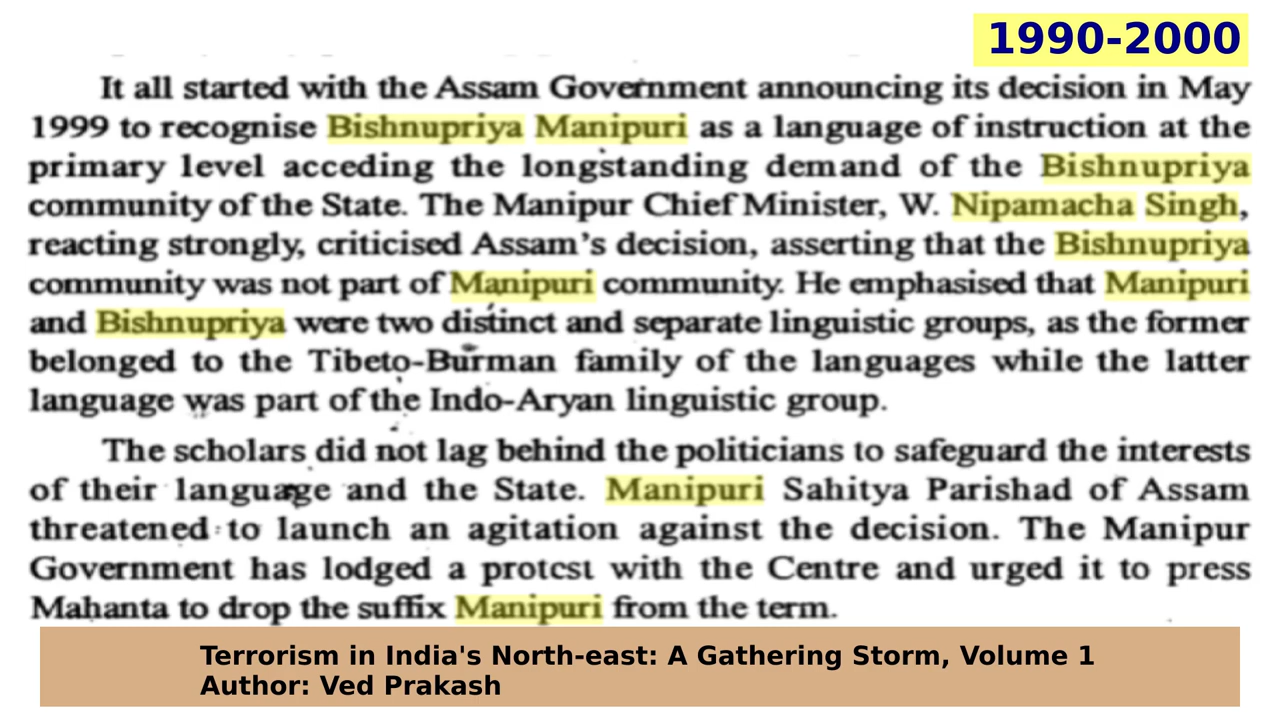 1990-2000
It all started with the Assam Government announcing its decision in May
1999 to recognise Bishnupriya Manipuri as a language of instruction at the
primary level acceding the longstanding demand of the Bishnupriya
community of the State. The Manipur Chief Minister, W. Nipamacha Singh,
reacting strongly, criticised Assam's decision, asserting that the Bishnupriya
community was not part of Manipuri community. He emphasised that Manipuri
and Bishnupriya were two distinct and separate linguistic groups, as the former
belonged to the Tibeto-Burman family of the languages while the latter
language was part of the Indo-Aryan linguistic group.
The scholars did not lag behind the politicians to safeguard the interests
of their language and the State. Manipuri Sahitya Parishad of Assam
threatened to launch an agitation against the decision. The Manipur
Government has lodged a protest with the Centre and urged it to press
Mahanta to drop the suffix Manipuri from the term.
Terrorism in India's North-east: A Gathering Storm, Volume 1
Author: Ved Prakash